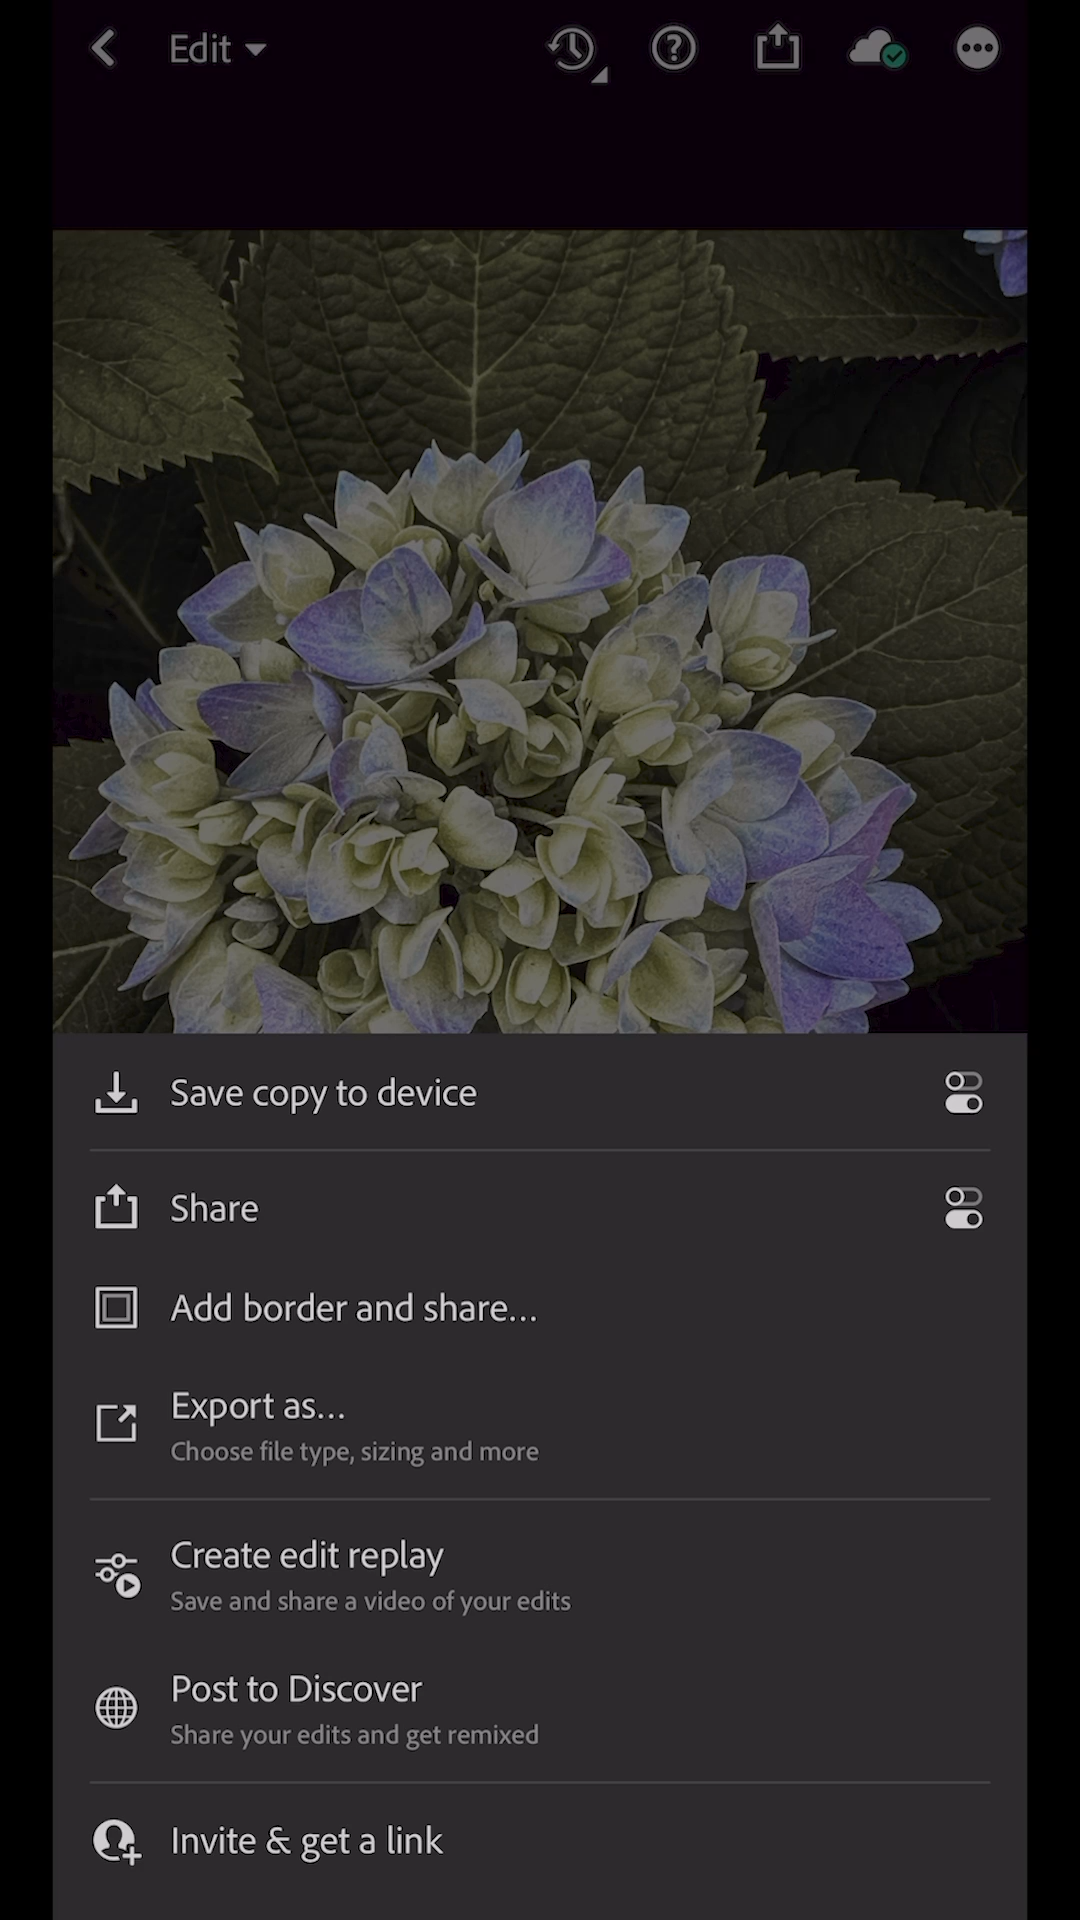 Edit
Save copy to device
Share
Add border and share...
Export as...
Choose file type, sizing and more
Create edit replay
Save and share a video of your edits
Post to Discover
Share your edits and get remixed
Invite & get a link